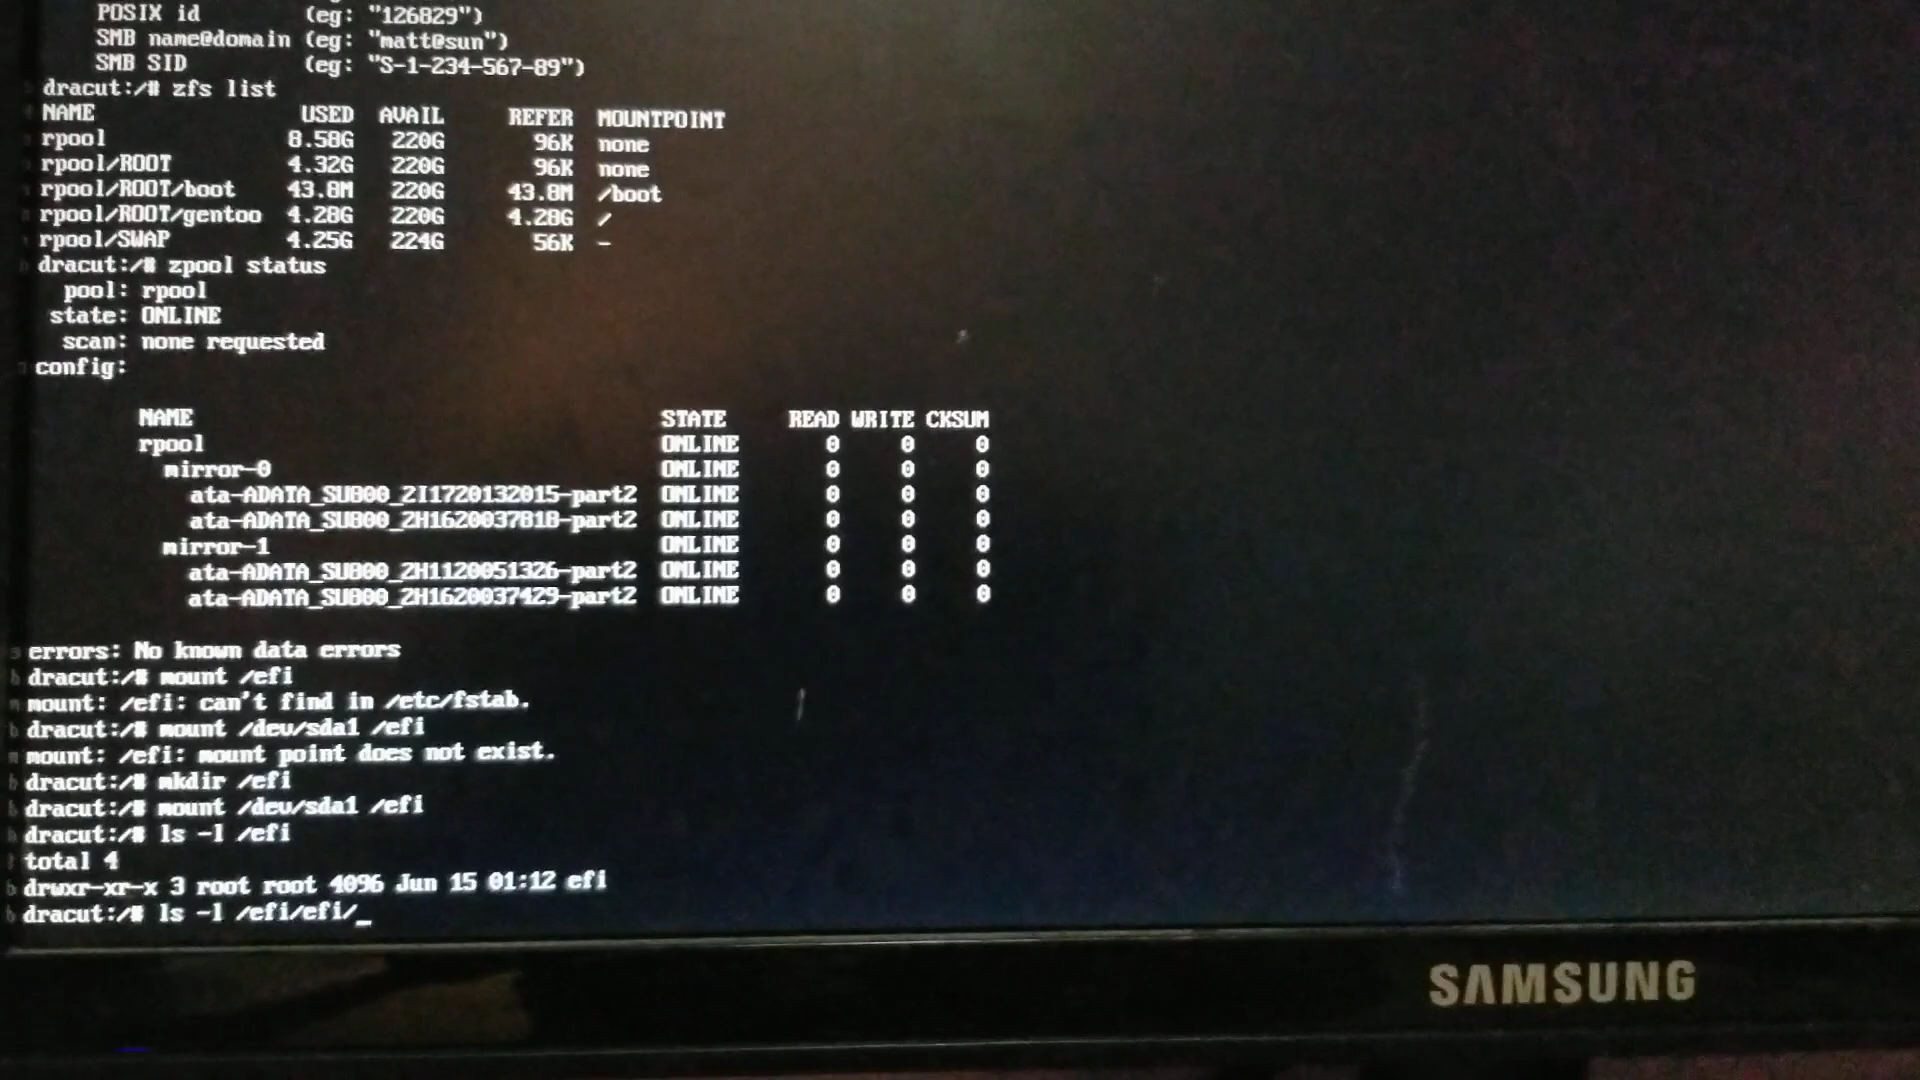 POSIX id (eg: "126829")
SMB name@domain (eg: "matt@sun")
SMB SID (eg: "S-1-234-567-89")
dracut:/# zfs list
NAME USED AVAIL REFER MOUNTPOINT
rpool 8.58G 220G 96K none
rpool/ROOT 4.32G 220G 96K none
rpool/ROOT/boot 43.8M 220G 43.8M /boot
rpool/ROOT/gentoo 4.28G 220G 4.28G /
rpool/SWAP 4.25G 224G 56K -
dracut:/# zpool status
pool: rpool
state: ONLINE
scan: none requested
config:
NAME STATE READ WRITE CKSUM
rpool ONLINE 0 0 0
mirror-0 ONLINE 0 0 0
ata-ADATA_SU800_2I1720132015-part2 ONLINE 0 0 0
ata-ADATA_SU800_2H1620037818-part2 ONLINE 0 0 0
mirror-1 ONLINE 0 0 0
ata-ADATA_SU800_2H1120051326-part2 ONLINE 0 0 0
ata-ADATA_SU800_2H1620037429-part2 ONLINE 0 0 0
errors: No known data errors
dracut:/# mount /efi
mount: /efi: can't find in /etc/fstab.
dracut:/# mount /dev/sda1 /efi
mount: /efi: mount point does not exist.
dracut:/# mkdir /efi
dracut:/# mount /dev/sda1 /efi
dracut:/# ls -l /efi
total 4
drwxr-xr-x 3 root root 4096 Jun 15 01:12 efi
dracut:/# ls -l /efi/efi/_
SAMSUNG